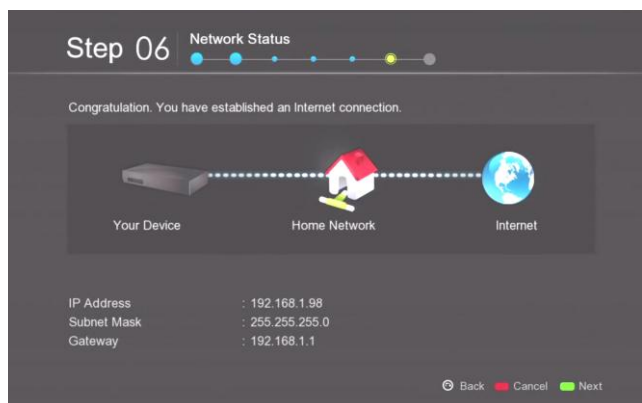 Step 06
Network Status
Congratulation. You have established an Internet connection.
Your Device
Home Network
Internet
IP Address : 192.168.1.98
Subnet Mask : 255.255.255.0
Gateway : 192.168.1.1
Back Cancel Next